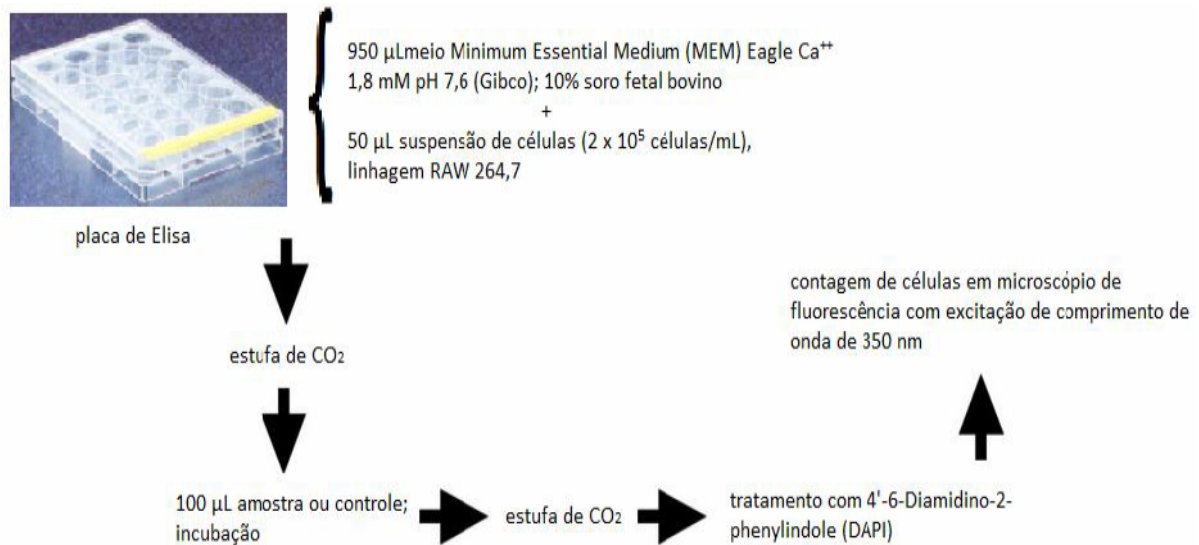 950 µLmeio Minimum Essential Medium (MEM) Eagle Ca⁺⁺
1,8 mM pH 7,6 (Gibco); 10% soro fetal bovino
+
50 µL suspensão de células (2 x 10⁵ células/mL),
linhagem RAW 264,7
placa de Elisa
estufa de CO₂
100 µL amostra ou controle;
incubação
estufa de CO₂
tratamento com 4'-6-Diamidino-2-
phenylindole (DAPI)
contagem de células em microscópio de
fluorescência com excitação de comprimento de
onda de 350 nm